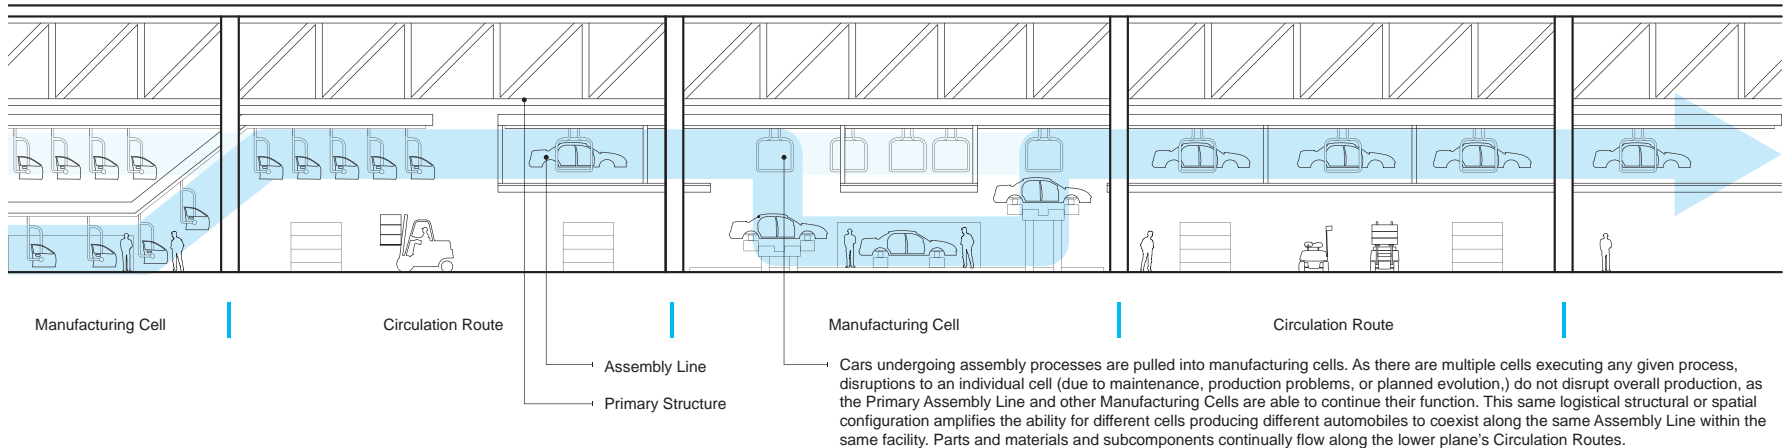 Manufacturing Cell
Circulation Route
Manufacturing Cell
Circulation Route
Assembly Line
Primary Structure
Cars undergoing assembly processes are pulled into manufacturing cells. As there are multiple cells executing any given process,
disruptions to an individual cell (due to maintenance, production problems, or planned evolution,) do not disrupt overall production, as
the Primary Assembly Line and other Manufacturing Cells are able to continue their function. This same logistical structural or spatial
configuration amplifies the ability for different cells producing different automobiles to coexist along the same Assembly Line within the
same facility. Parts and materials and subcomponents continually flow along the lower plane's Circulation Routes.